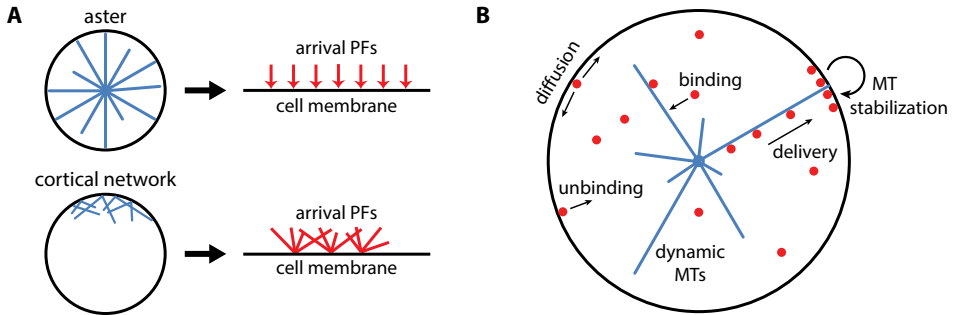 A
aster
arrival PFs
cell membrane
cortical network
arrival PFs
cell membrane
B
diffusion
binding
MT
stabilization
delivery
unbinding
dynamic
MTs